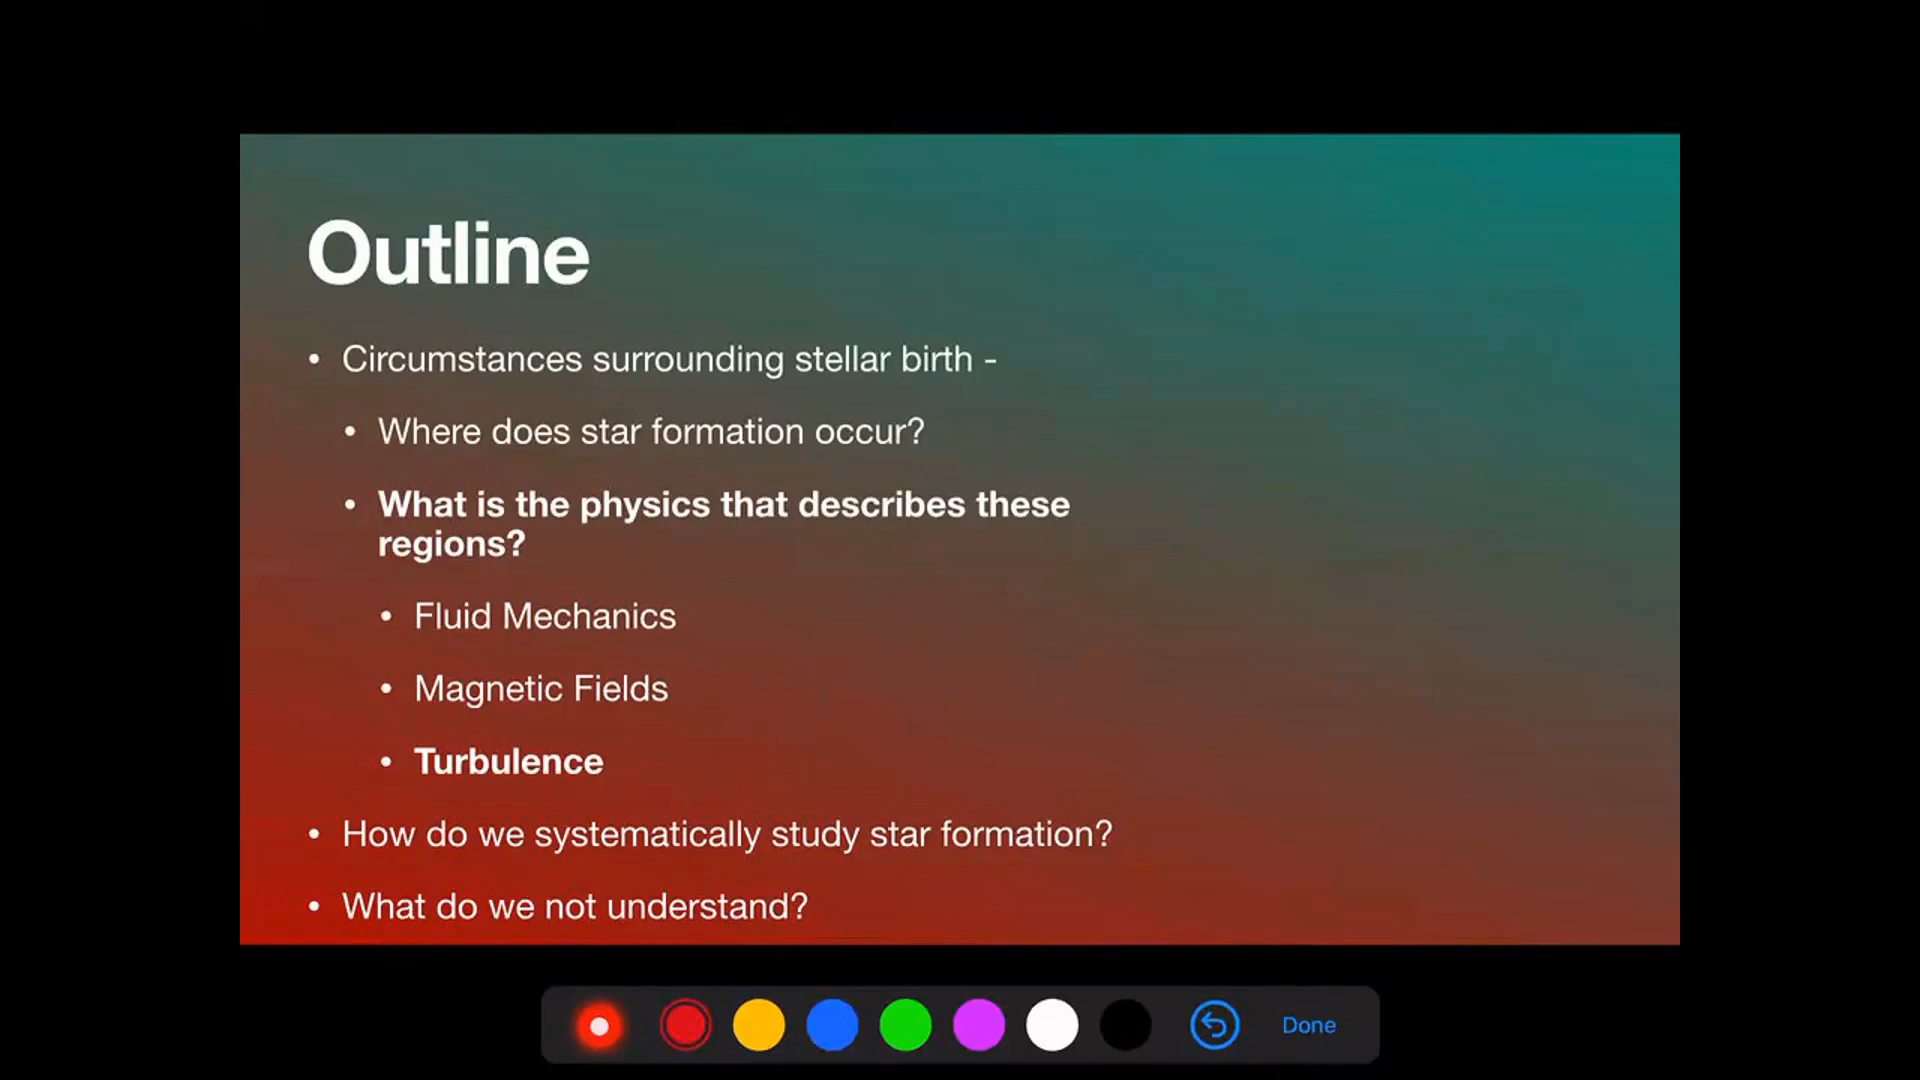 Outline
• Circumstances surrounding stellar birth -
• Where does star formation occur?
• What is the physics that describes these
regions?
• Fluid Mechanics
• Magnetic Fields
• Turbulence
• How do we systematically study star formation?
• What do we not understand?
Done